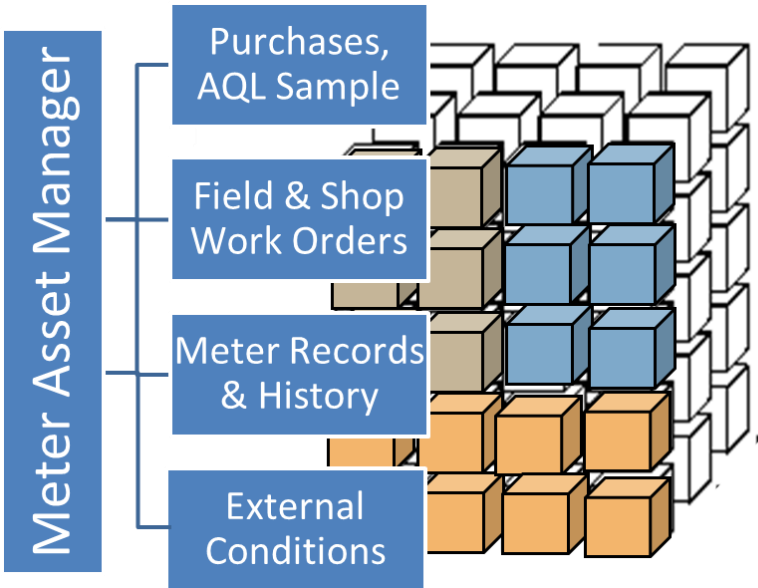 Meter Asset Manager
Purchases,
AQL Sample
Field & Shop
Work Orders
Meter Records
& History
External
Conditions